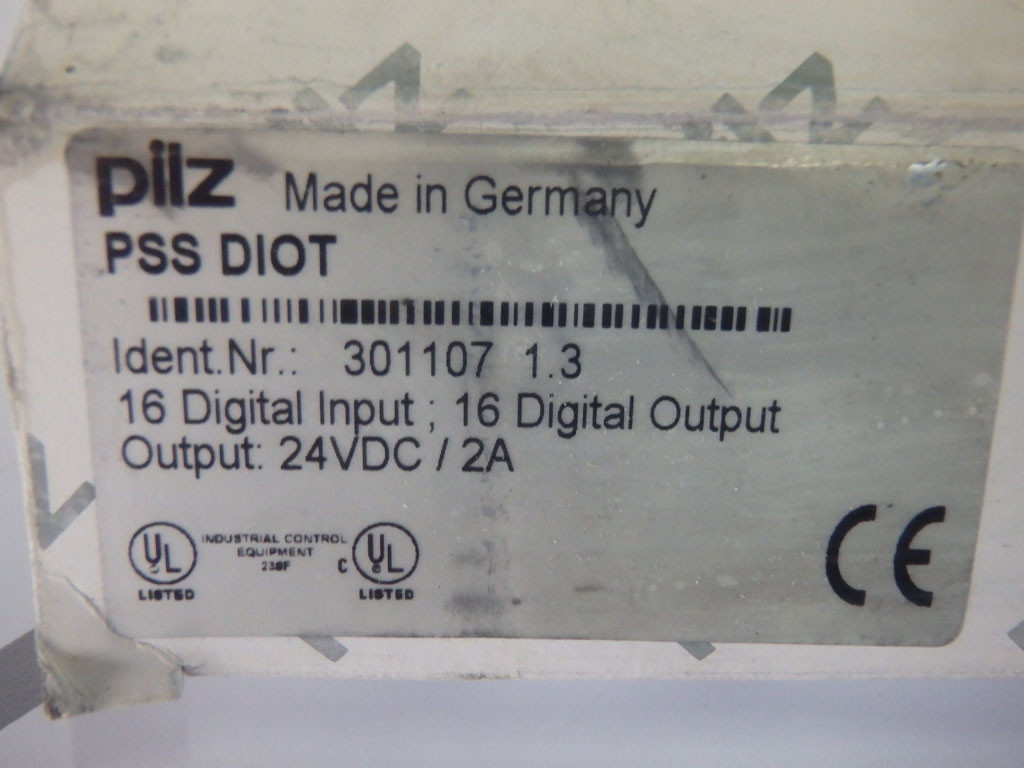 pilz Made in Germany
PSS DIOT
Ident.Nr.: 301107 1.3
16 Digital Input ; 16 Digital Output
Output: 24VDC / 2A
UL INDUSTRIAL CONTROL C UL
EQUIPMENT
LISTED LISTED
CE